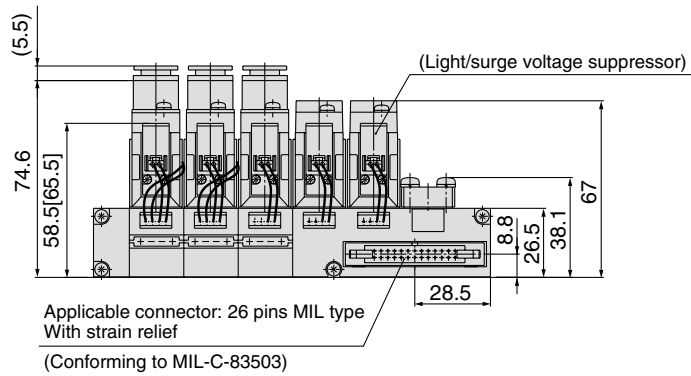 (5.5)
(Light/surge voltage suppressor)
74.6
58.5[65.5]
67
38.1
26.5
8.8
28.5
Applicable connector: 26 pins MIL type
With strain relief
(Conforming to MIL-C-83503)